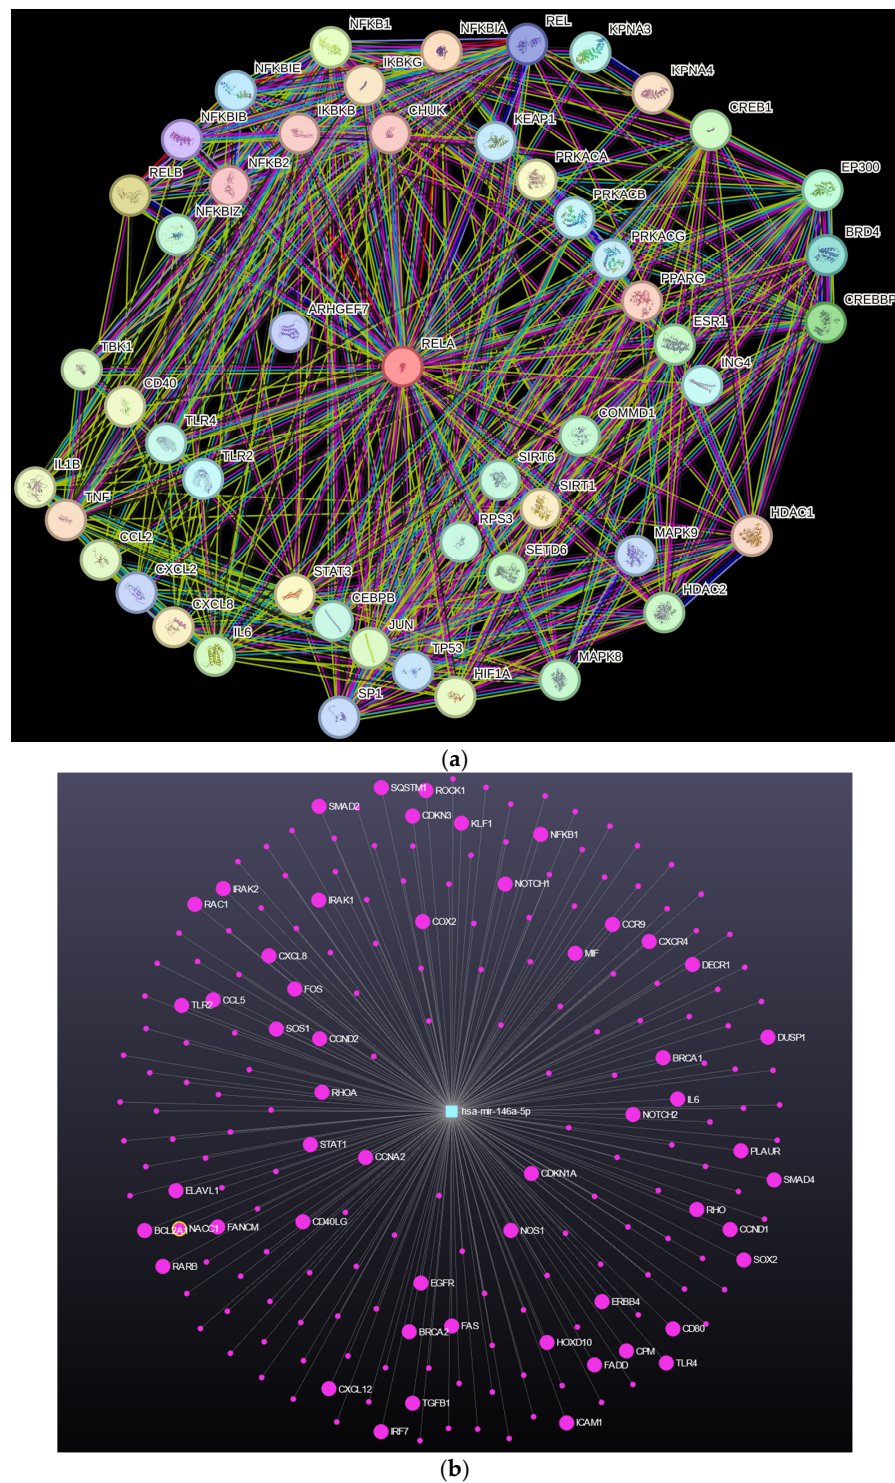 NFKB1
NFKBIA
REL
KPNA3
NFKBIE
IKBKG
KPNA4
NFKBIB
IKBKB
CHUK
KEAP1
CREB1
RELB
NFKB2
PRKACA
EP300
NFKBIZ
PRKACB
PRKACG
BRD4
PPARG
CREBBP
ARHGEF7
RELA
ESR1
TBK1
ING4
CD40
TLR4
COMMD1
IL1B
TLR2
SIRT6
SIRT1
TNF
RPS3
HDAC1
CCL2
MAPK9
CXCL2
STAT3
SETD6
CXCL8
CEBPB
HDAC2
IL6
JUN
TP53
HIF1A
MAPK8
SP1
(a)
SQSTM1
ROCK1
SMAD2
CDKN3
KLF1
NFKB1
NOTCH1
IRAK2
IRAK1
RAC1
COX2
CCR9
CXCR4
CXCL8
MIF
DECR1
FOS
TLR2
CCL5
SOS1
CCND2
DUSP1
BRCA1
RHOA
IL6
hsa-mir-146a-5p
NOTCH2
STAT1
CCNA2
PLAUR
CDKN1A
SMAD4
ELAVL1
RHO
BCL2A1
NACC1
FANCM
CD40LG
NOS1
CCND1
RARB
SOX2
EGFR
ERBB4
BRCA2
FAS
CD80
HOXD10
CPM
FADD
TLR4
CXCL12
TGFB1
ICAM1
IRF7
(b)